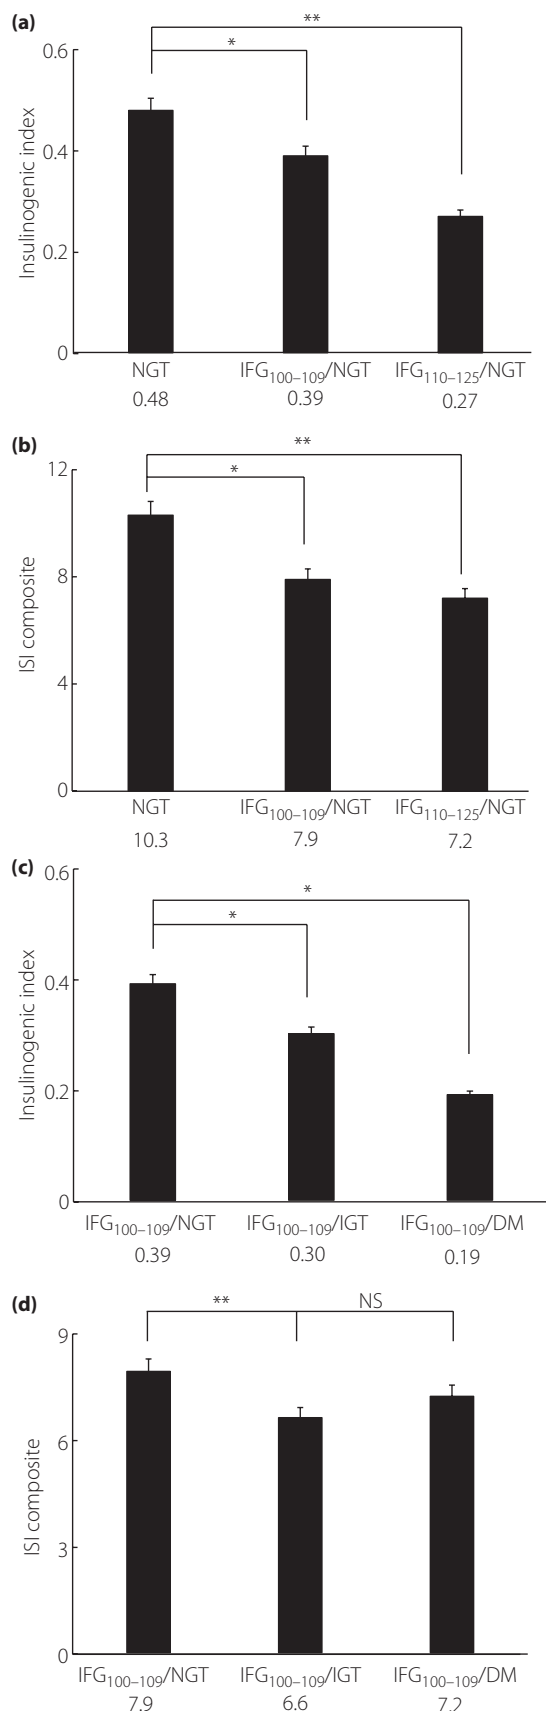 (a)
**
*
0.6
0.4
0.2
0
Insulinogenic index
NGT IFG100–109/NGT IFG110–125/NGT
0.48 0.39 0.27
(b)
**
*
12
8
4
0
ISI composite
NGT IFG100–109/NGT IFG110–125/NGT
10.3 7.9 7.2
(c)
*
*
0.6
0.4
0.2
0
Insulinogenic index
IFG100–109/NGT IFG100–109/IGT IFG100–109/DM
0.39 0.30 0.19
(d)
** NS
9
6
3
0
ISI composite
IFG100–109/NGT IFG100–109/IGT IFG100–109/DM
7.9 6.6 7.2